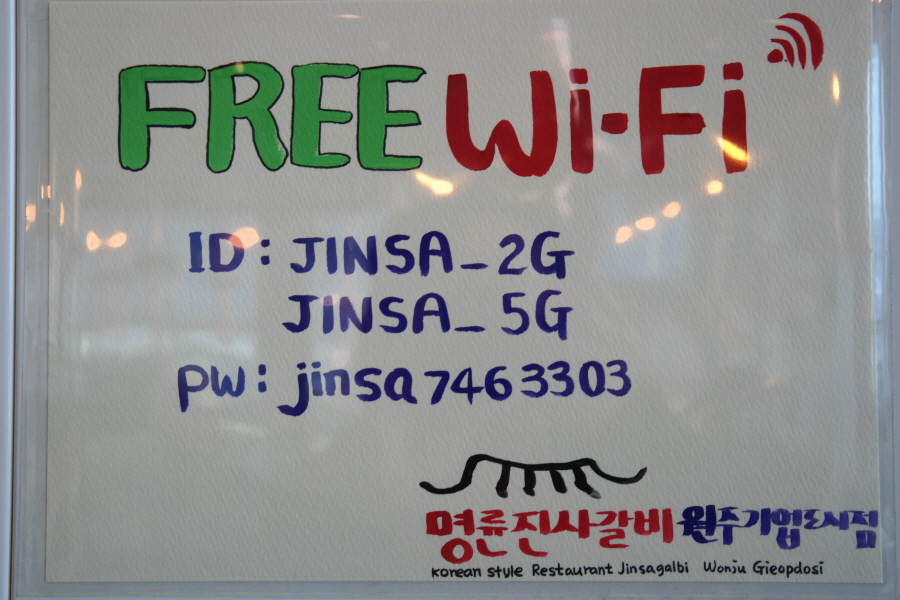 FREE Wi-Fi
ID: JINSA_2G
JINSA_5G
PW: jinsa7463303
명륜진사갈비 원주기업도시점
Korean style Restaurant Jinsagalbi Wonju Gieopdosi